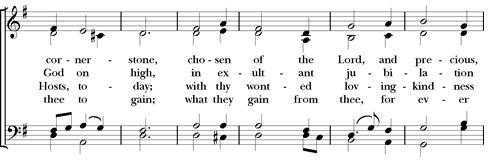 cor - ner - stone, cho - sen of the Lord, and pre - cious,
God on high, in ex - ult - ant ju - bi - la - tion
Hosts, to - day; with thy wont - ed lov - ing - kind - ness
thee to gain; what they gain from thee, for ev - er